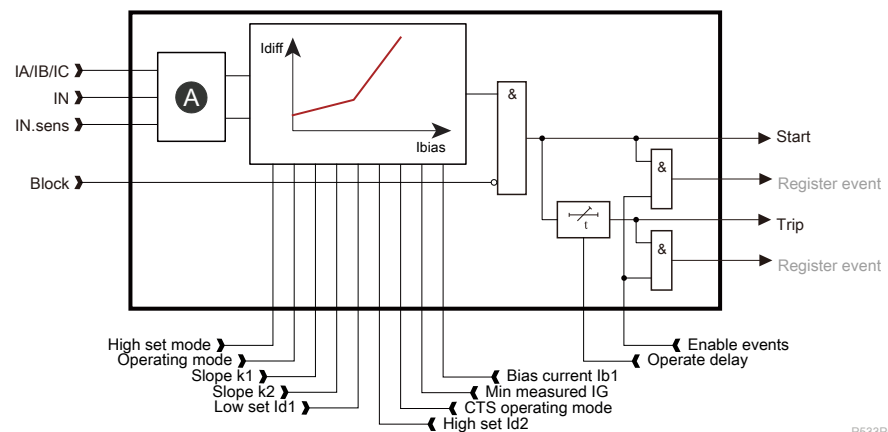 IA/IB/IC
IN
IN.sens
Block
A
Idiff
Ibias
&
Start
&
Register event
t
Trip
&
Register event
High set mode
Operating mode
Slope k1
Slope k2
Low set Id1
Bias current Ib1
Min measured IG
CTS operating mode
High set Id2
Enable events
Operate delay